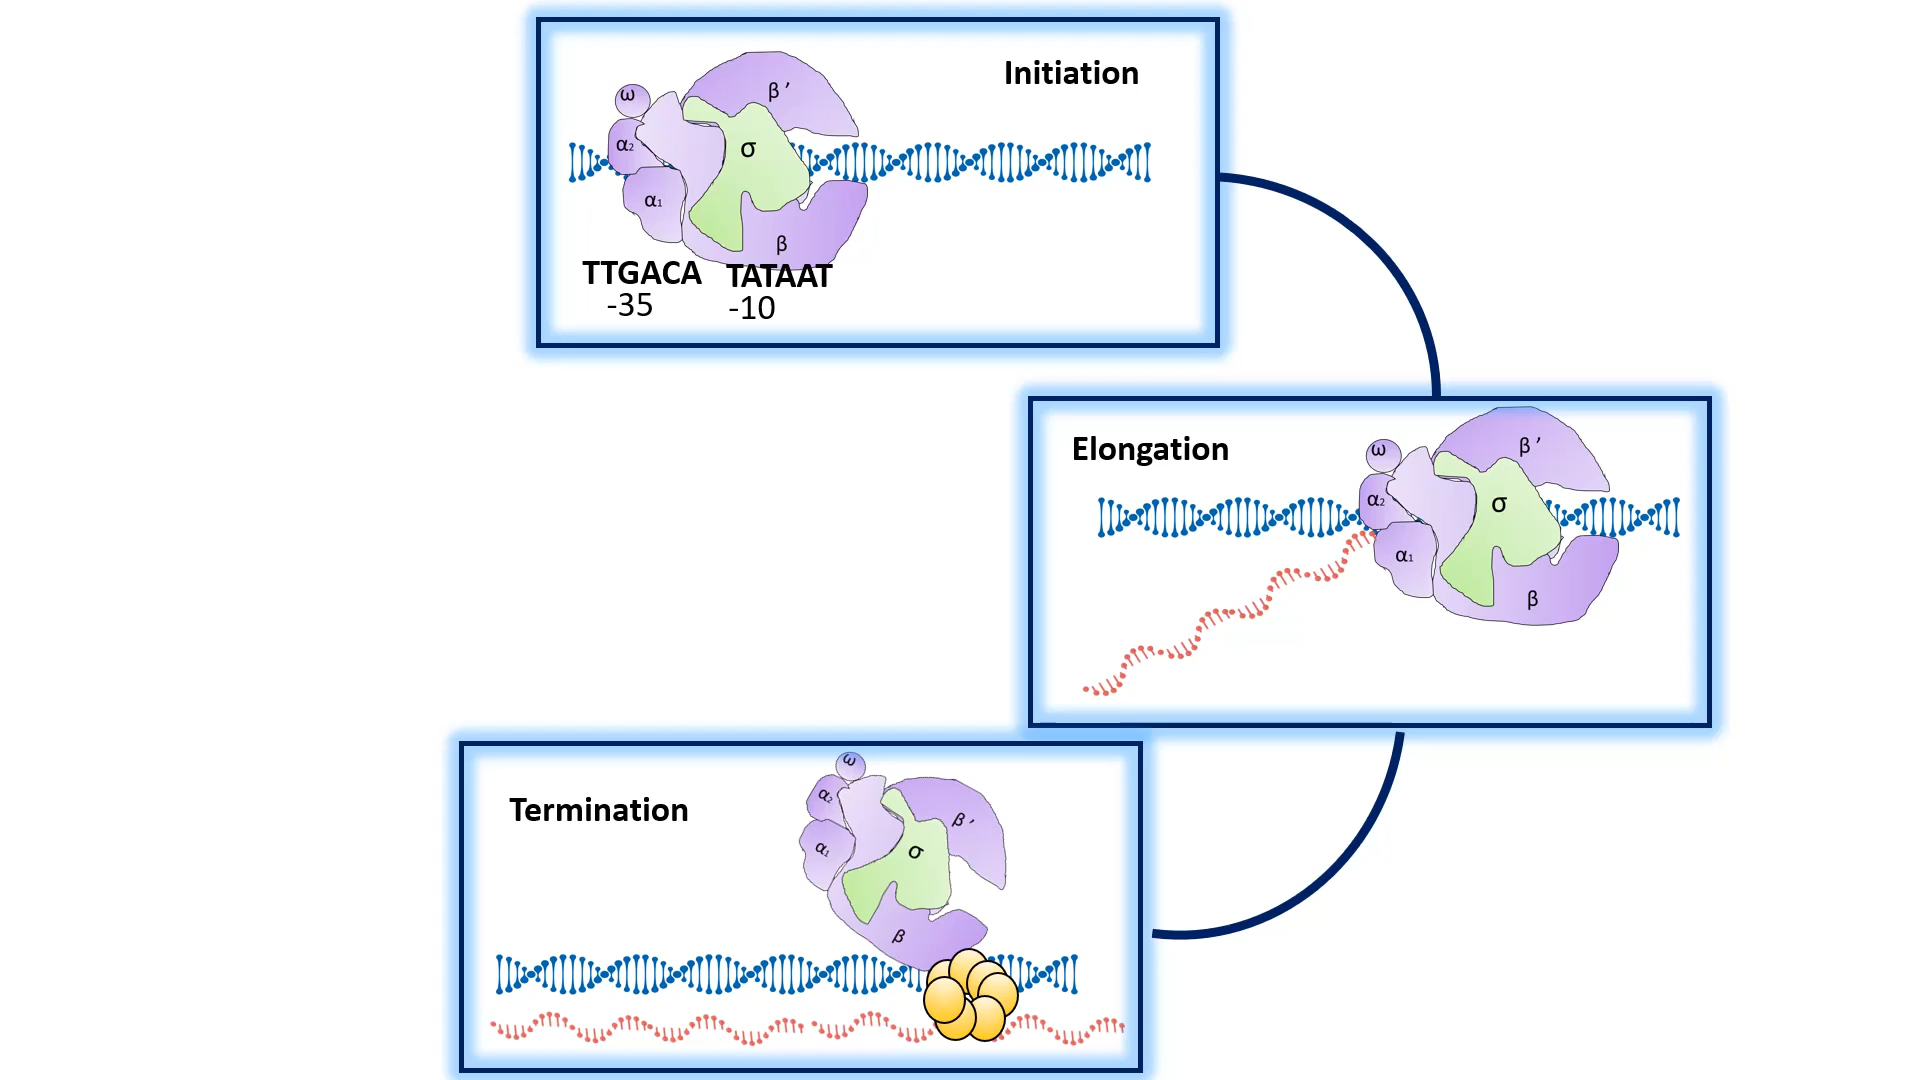 Initiation
β ’
ω
σ
α2
α1
β
TTGACA TATAAT
-35 -10
Elongation
β ’
ω
α2
σ
α1
β
Termination
ω
α2
β ’
α1
σ
β